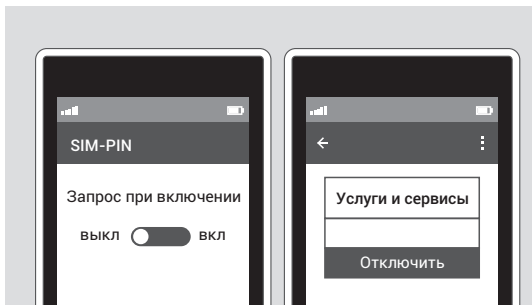 SIM-PIN
Запрос при включении
выкл вкл
Услуги и сервисы
Отключить